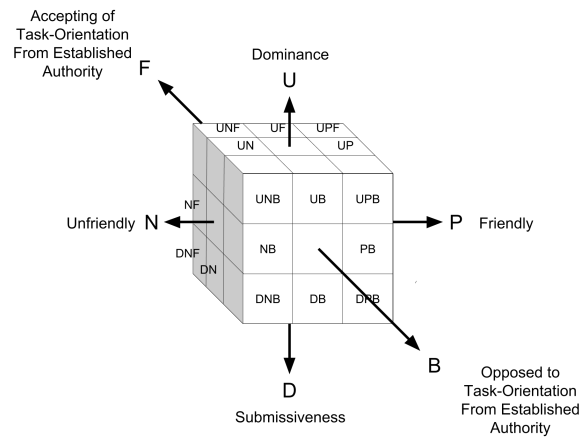 Accepting of
Task-Orientation
From Established
Authority
F
Dominance
U
UNF UF UPF
UN UP
UNB UB UPB
NF
Unfriendly N
P Friendly
NB PB
DNF
DN
DNB DB DPB
B
D
Submissiveness
Opposed to
Task-Orientation
From Established
Authority